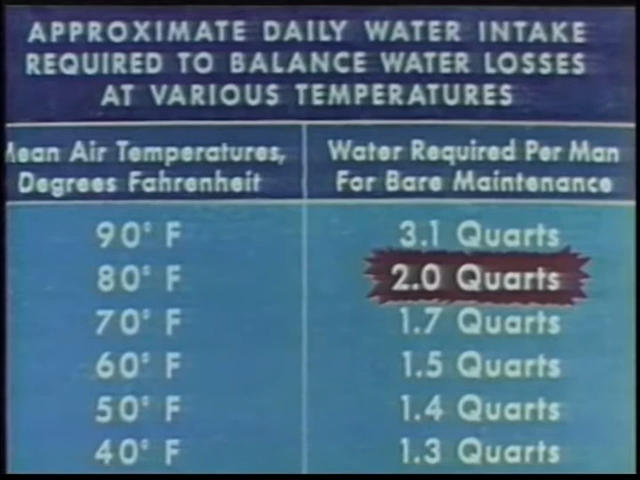 APPROXIMATE DAILY WATER INTAKE
REQUIRED TO BALANCE WATER LOSSES
AT VARIOUS TEMPERATURES
Mean Air Temperatures,
Degrees Fahrenheit
Water Required Per Man
For Bare Maintenance
90° F 3.1 Quarts
80° F 2.0 Quarts
70° F 1.7 Quarts
60° F 1.5 Quarts
50° F 1.4 Quarts
40° F 1.3 Quarts